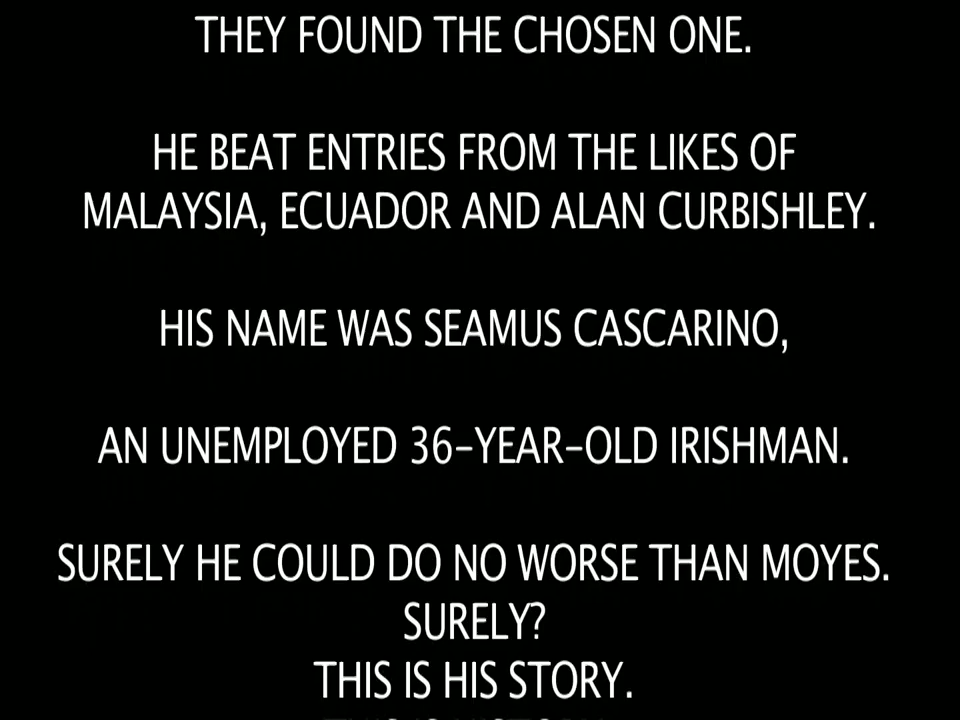 THEY FOUND THE CHOSEN ONE.
HE BEAT ENTRIES FROM THE LIKES OF
MALAYSIA, ECUADOR AND ALAN CURBISHLEY.
HIS NAME WAS SEAMUS CASCARINO,
AN UNEMPLOYED 36-YEAR-OLD IRISHMAN.
SURELY HE COULD DO NO WORSE THAN MOYES.
SURELY?
THIS IS HIS STORY.